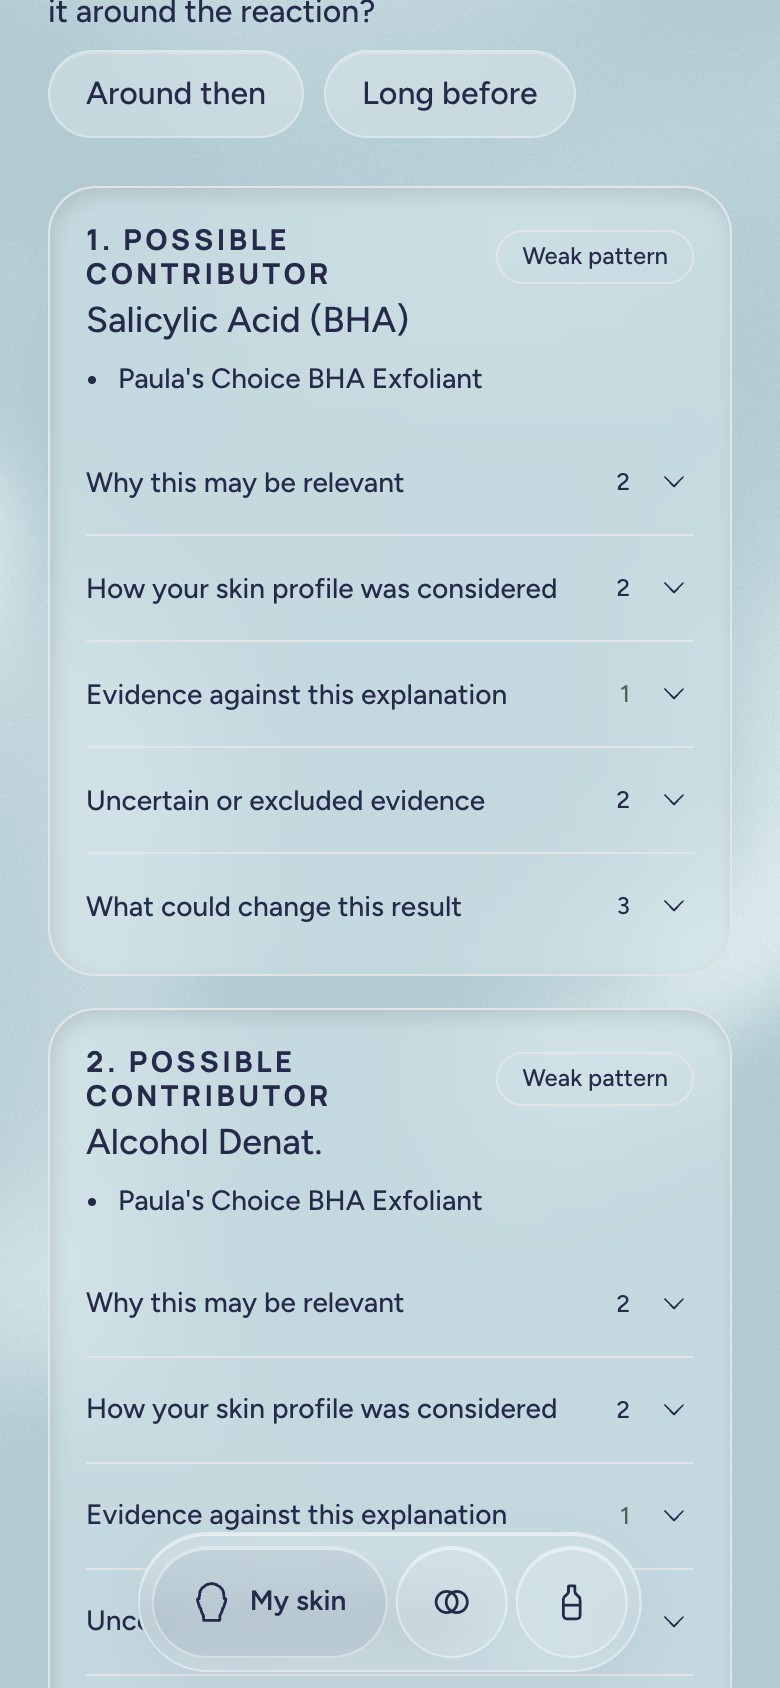 it around the reaction?
Around then
Long before
1. POSSIBLE
CONTRIBUTOR
Weak pattern
Salicylic Acid (BHA)
• Paula's Choice BHA Exfoliant
Why this may be relevant 2
How your skin profile was considered 2
Evidence against this explanation 1
Uncertain or excluded evidence 2
What could change this result 3
2. POSSIBLE
CONTRIBUTOR
Weak pattern
Alcohol Denat.
• Paula's Choice BHA Exfoliant
Why this may be relevant 2
How your skin profile was considered 2
Evidence against this explanation 1
My skin